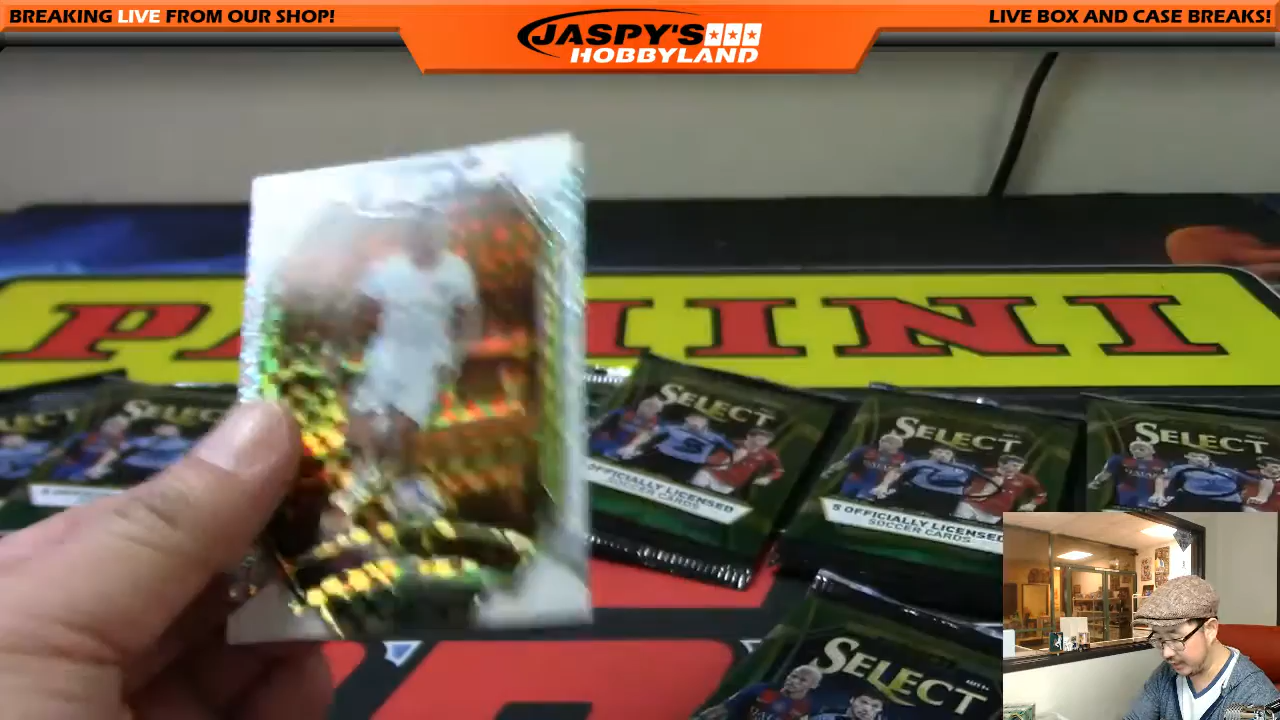 BREAKING LIVE FROM OUR SHOP!
JASPY'S
HOBBYLAND
LIVE BOX AND CASE BREAKS!
PANINI
SELECT
SELECT
OFFICIALLY LICENSED
SOCCER CARDS
SELECT
5 OFFICIALLY LICENSED
SOCCER CARDS
SELECT
SELECT